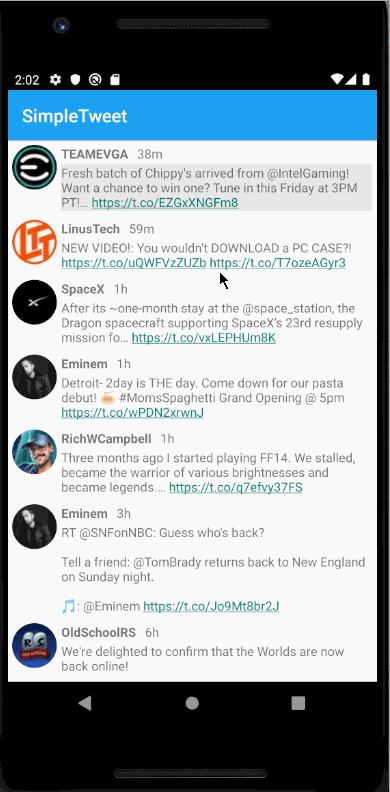 2:02
SimpleTweet
TEAMEVGA 38m
Fresh batch of Chippy's arrived from @IntelGaming!
Want a chance to win one? Tune in this Friday at 3PM
PT!… https://t.co/EZGxXNGFm8
LinusTech 59m
NEW VIDEO!: You wouldn't DOWNLOAD a PC CASE?!
https://t.co/uQWFVzZUZb https://t.co/T7ozeAGyr3
SpaceX 1h
After its ~one-month stay at the @space_station, the
Dragon spacecraft supporting SpaceX's 23rd resupply
mission fo… https://t.co/vxLEPHUm8K
Eminem 1h
Detroit- 2day is THE day. Come down for our pasta
debut! 🍝 #MomsSpaghetti Grand Opening @ 5pm
https://t.co/wPDN2xrwnJ
RichWCampbell 1h
Three months ago I started playing FF14. We stalled,
became the warrior of various brightnesses and
became legends.… https://t.co/q7efvy37FS
Eminem 3h
RT @SNFonNBC: Guess who's back?
Tell a friend: @TomBrady returns back to New England
on Sunday night.
🎵: @Eminem https://t.co/Jo9Mt8br2J
OldSchoolRS 6h
We're delighted to confirm that the Worlds are now
back online!